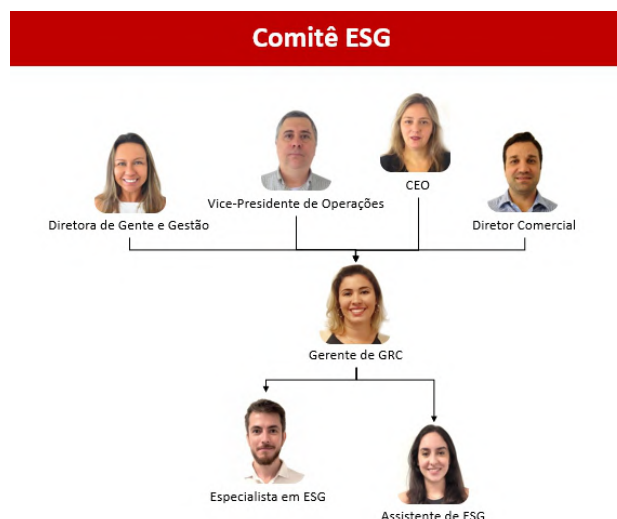 Comitê ESG
CEO
Vice-Presidente de Operações
Diretora de Gente e Gestão
Diretor Comercial
Gerente de GRC
Especialista em ESG
Assistente de ESG